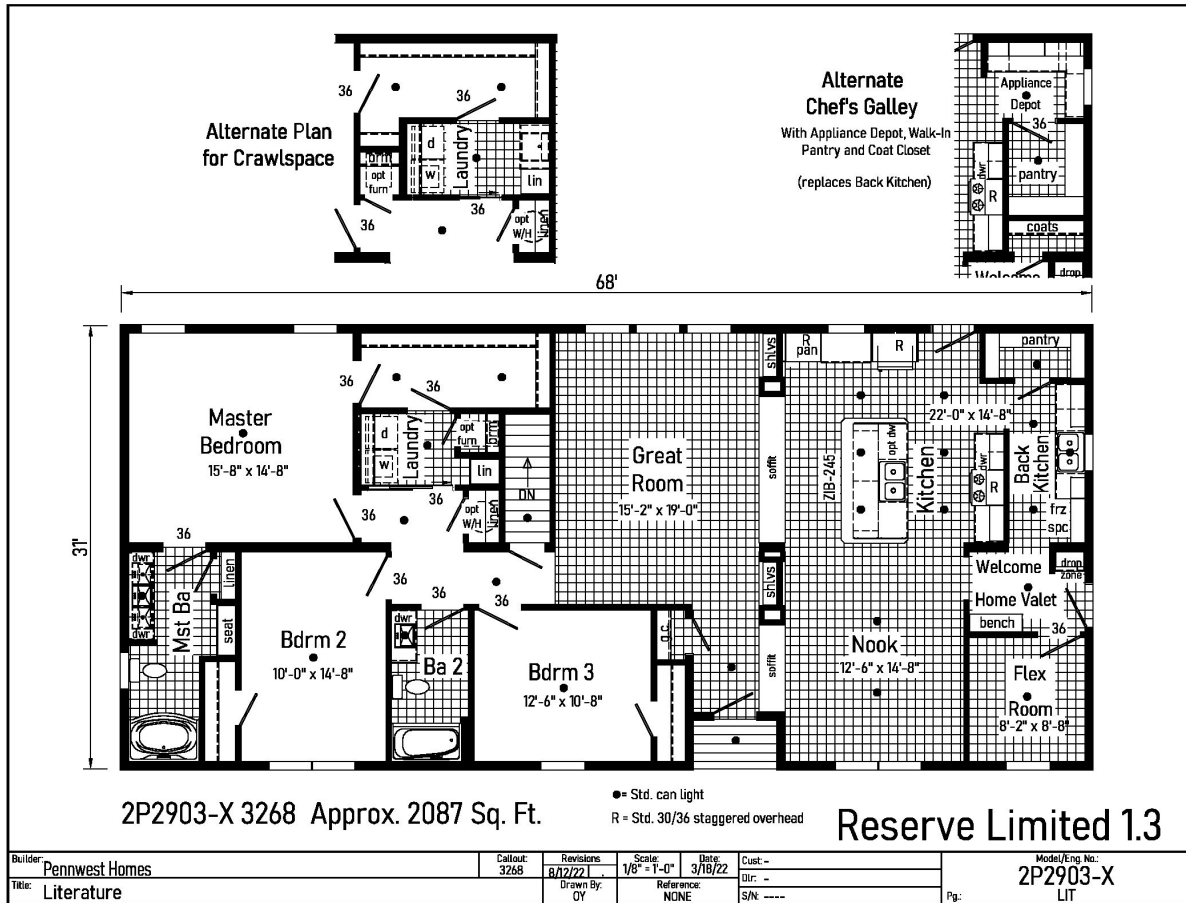 Alternate Plan
for Crawlspace
36
36
d
w
Laundry
lin
brm
opt
furn
36
36
opt
W/H
linen
Alternate
Chef's Galley
With Appliance Depot, Walk-In
Pantry and Coat Closet
(replaces Back Kitchen)
Appliance
Depot
36
pantry
dwr
R
coats
Welcome
drop
68'
31'
Master
Bedroom
15'-8" x 14'-8"
36
36
d
w
Laundry
opt
furn
brm
lin
36
36
opt
W/H
linen
DN
Great
Room
15'-2" x 19'-0"
shlvs
soffit
shlvs
soffit
R
pan
R
ZIB-245
opt dw
Kitchen
22'-0" x 14'-8"
dwr
R
pantry
Back
Kitchen
frz
spc
Welcome
Home Valet
drop
zone
bench
36
Flex
Room
8'-2" x 8'-8"
Nook
12'-6" x 14'-8"
36
dwr
dwr
Mst Ba
linen
seat
Bdrm 2
10'-0" x 14'-8"
36
36
36
dwr
Ba 2
Bdrm 3
12'-6" x 10'-8"
2P2903-X 3268 Approx. 2087 Sq. Ft.
●= Std. can light
R = Std. 30/36 staggered overhead
Reserve Limited 1.3
Builder: Pennwest Homes
Title: Literature
Callout: 3268
Revisions 8/12/22
Scale: 1/8" = 1'-0"
Date: 3/18/22
Drawn By: OY
Reference: NONE
Cust: -
Dlr: -
S/N: ----
Model/Eng. No.: 2P2903-X
Pg.: LIT